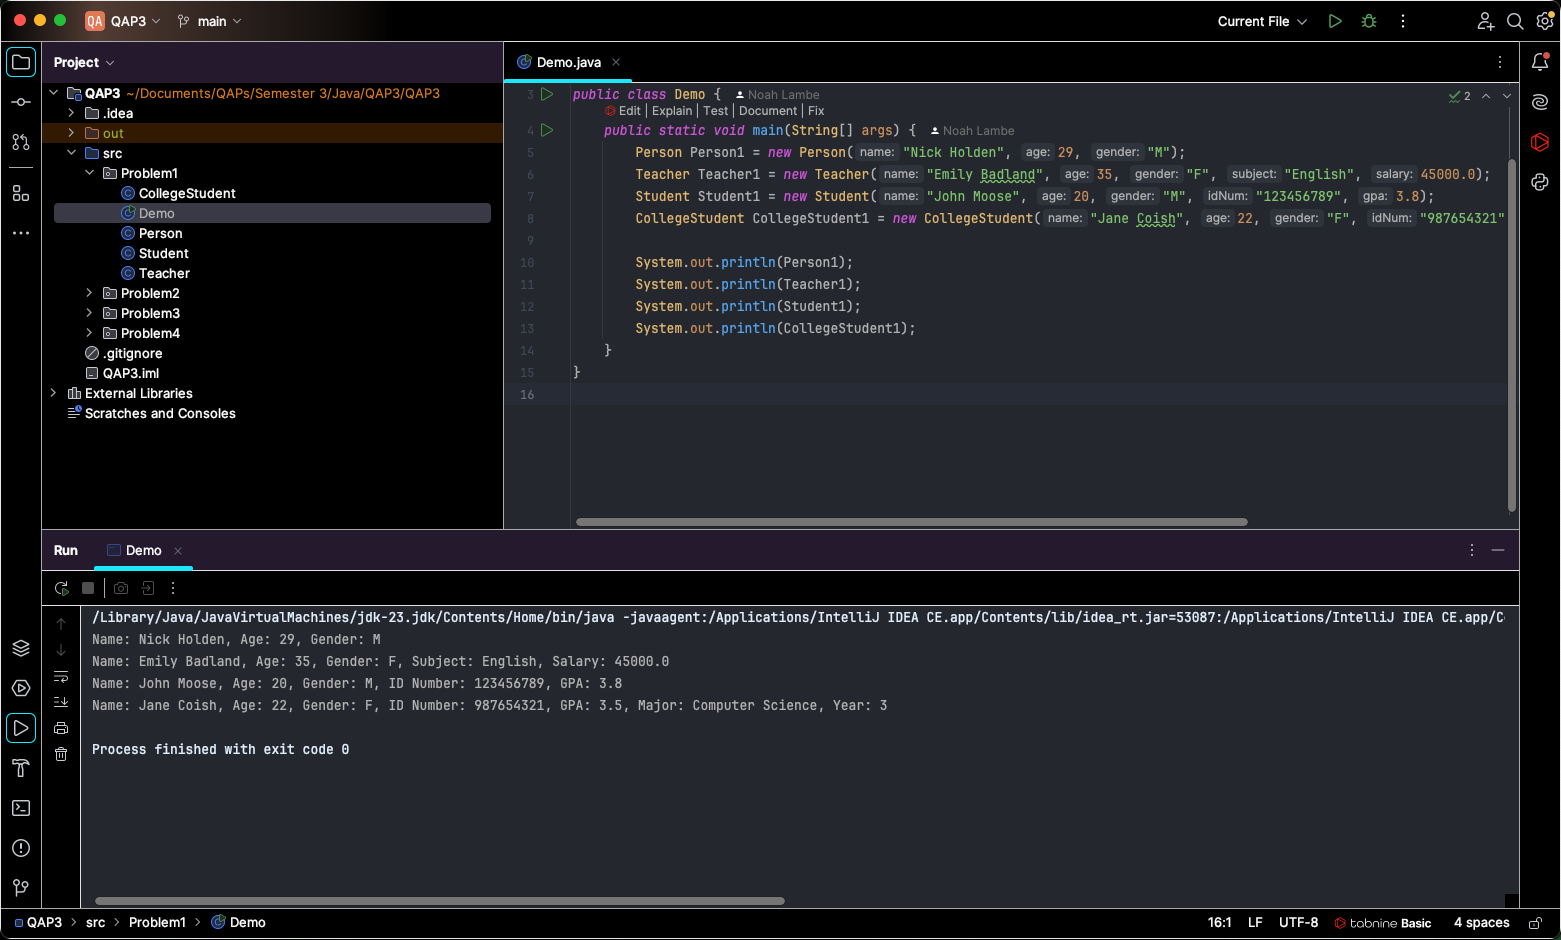 QA QAP3 main Current File
Project
QAP3 ~/Documents/QAPs/Semester 3/Java/QAP3/QAP3
.idea
out
src
Problem1
CollegeStudent
Demo
Person
Student
Teacher
Problem2
Problem3
Problem4
.gitignore
QAP3.iml
External Libraries
Scratches and Consoles
Demo.java
2
3 public class Demo { Noah Lambe
Edit | Explain | Test | Document | Fix
4 public static void main(String[] args) { Noah Lambe
5 Person Person1 = new Person( name: "Nick Holden", age: 29, gender: "M");
6 Teacher Teacher1 = new Teacher( name: "Emily Badland", age: 35, gender: "F", subject: "English", salary: 45000.0);
7 Student Student1 = new Student( name: "John Moose", age: 20, gender: "M", idNum: "123456789", gpa: 3.8);
8 CollegeStudent CollegeStudent1 = new CollegeStudent( name: "Jane Coish", age: 22, gender: "F", idNum: "987654321"
9
10 System.out.println(Person1);
11 System.out.println(Teacher1);
12 System.out.println(Student1);
13 System.out.println(CollegeStudent1);
14 }
15 }
16
Run Demo
/Library/Java/JavaVirtualMachines/jdk-23.jdk/Contents/Home/bin/java -javaagent:/Applications/IntelliJ IDEA CE.app/Contents/lib/idea_rt.jar=53087:/Applications/IntelliJ IDEA CE.app/C
Name: Nick Holden, Age: 29, Gender: M
Name: Emily Badland, Age: 35, Gender: F, Subject: English, Salary: 45000.0
Name: John Moose, Age: 20, Gender: M, ID Number: 123456789, GPA: 3.8
Name: Jane Coish, Age: 22, Gender: F, ID Number: 987654321, GPA: 3.5, Major: Computer Science, Year: 3
Process finished with exit code 0
QAP3 > src > Problem1 > Demo
16:1 LF UTF-8 tabnine Basic 4 spaces